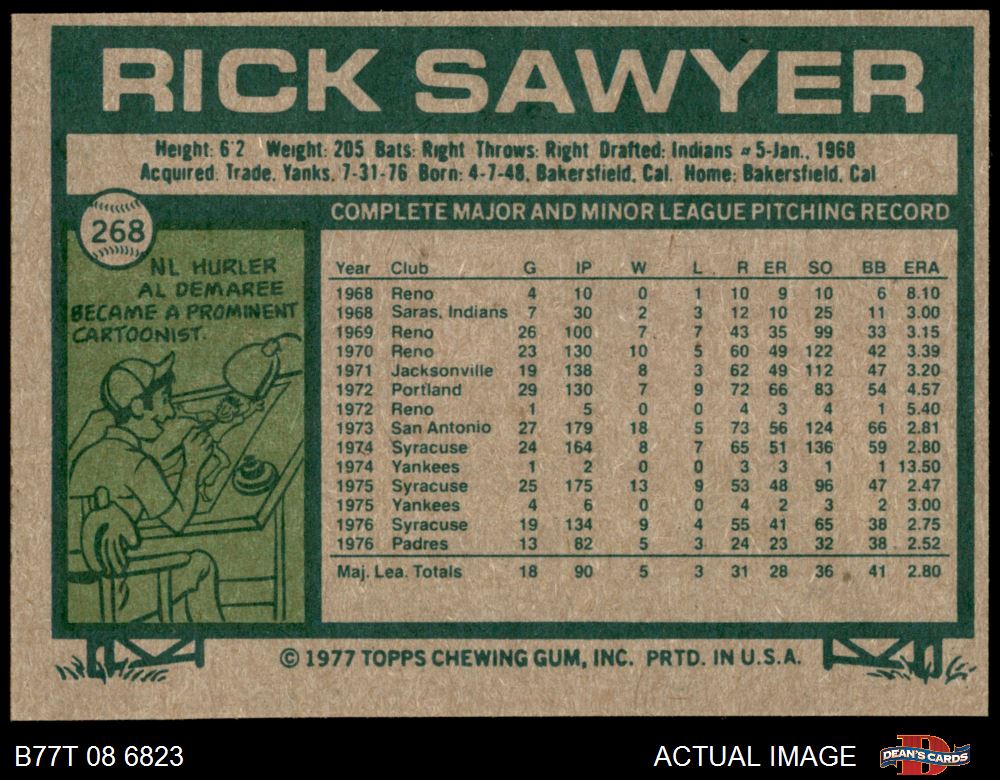 RICK SAWYER
Height: 6'2 Weight: 205 Bats: Right Throws: Right Drafted: Indians #5-Jan., 1968
Acquired: Trade, Yanks, 7-31-76 Born: 4-7-48, Bakersfield, Cal. Home: Bakersfield, Cal
268
NL HURLER
AL DEMAREE
BECAME A PROMINENT
CARTOONIST.
COMPLETE MAJOR AND MINOR LEAGUE PITCHING RECORD
Year Club G IP W L R ER SO BB ERA
1968 Reno 4 10 0 1 10 9 10 6 8.10
1968 Saras. Indians 7 30 2 3 12 10 25 11 3.00
1969 Reno 26 100 7 7 43 35 99 33 3.15
1970 Reno 23 130 10 5 60 49 122 42 3.39
1971 Jacksonville 19 138 8 3 62 49 112 47 3.20
1972 Portland 29 130 7 9 72 66 83 54 4.57
1972 Reno 1 5 0 0 4 3 4 1 5.40
1973 San Antonio 27 179 18 5 73 56 124 66 2.81
1974 Syracuse 24 164 8 7 65 51 136 59 2.80
1974 Yankees 1 2 0 0 3 3 1 1 13.50
1975 Syracuse 25 175 13 9 53 48 96 47 2.47
1975 Yankees 4 6 0 0 4 2 3 2 3.00
1976 Syracuse 19 134 9 4 55 41 65 38 2.75
1976 Padres 13 82 5 3 24 23 32 38 2.52
Maj. Lea. Totals 18 90 5 3 31 28 36 41 2.80
© 1977 TOPPS CHEWING GUM, INC. PRTD. IN U.S.A.
B77T 08 6823
ACTUAL IMAGE
D
DEAN'S CARDS